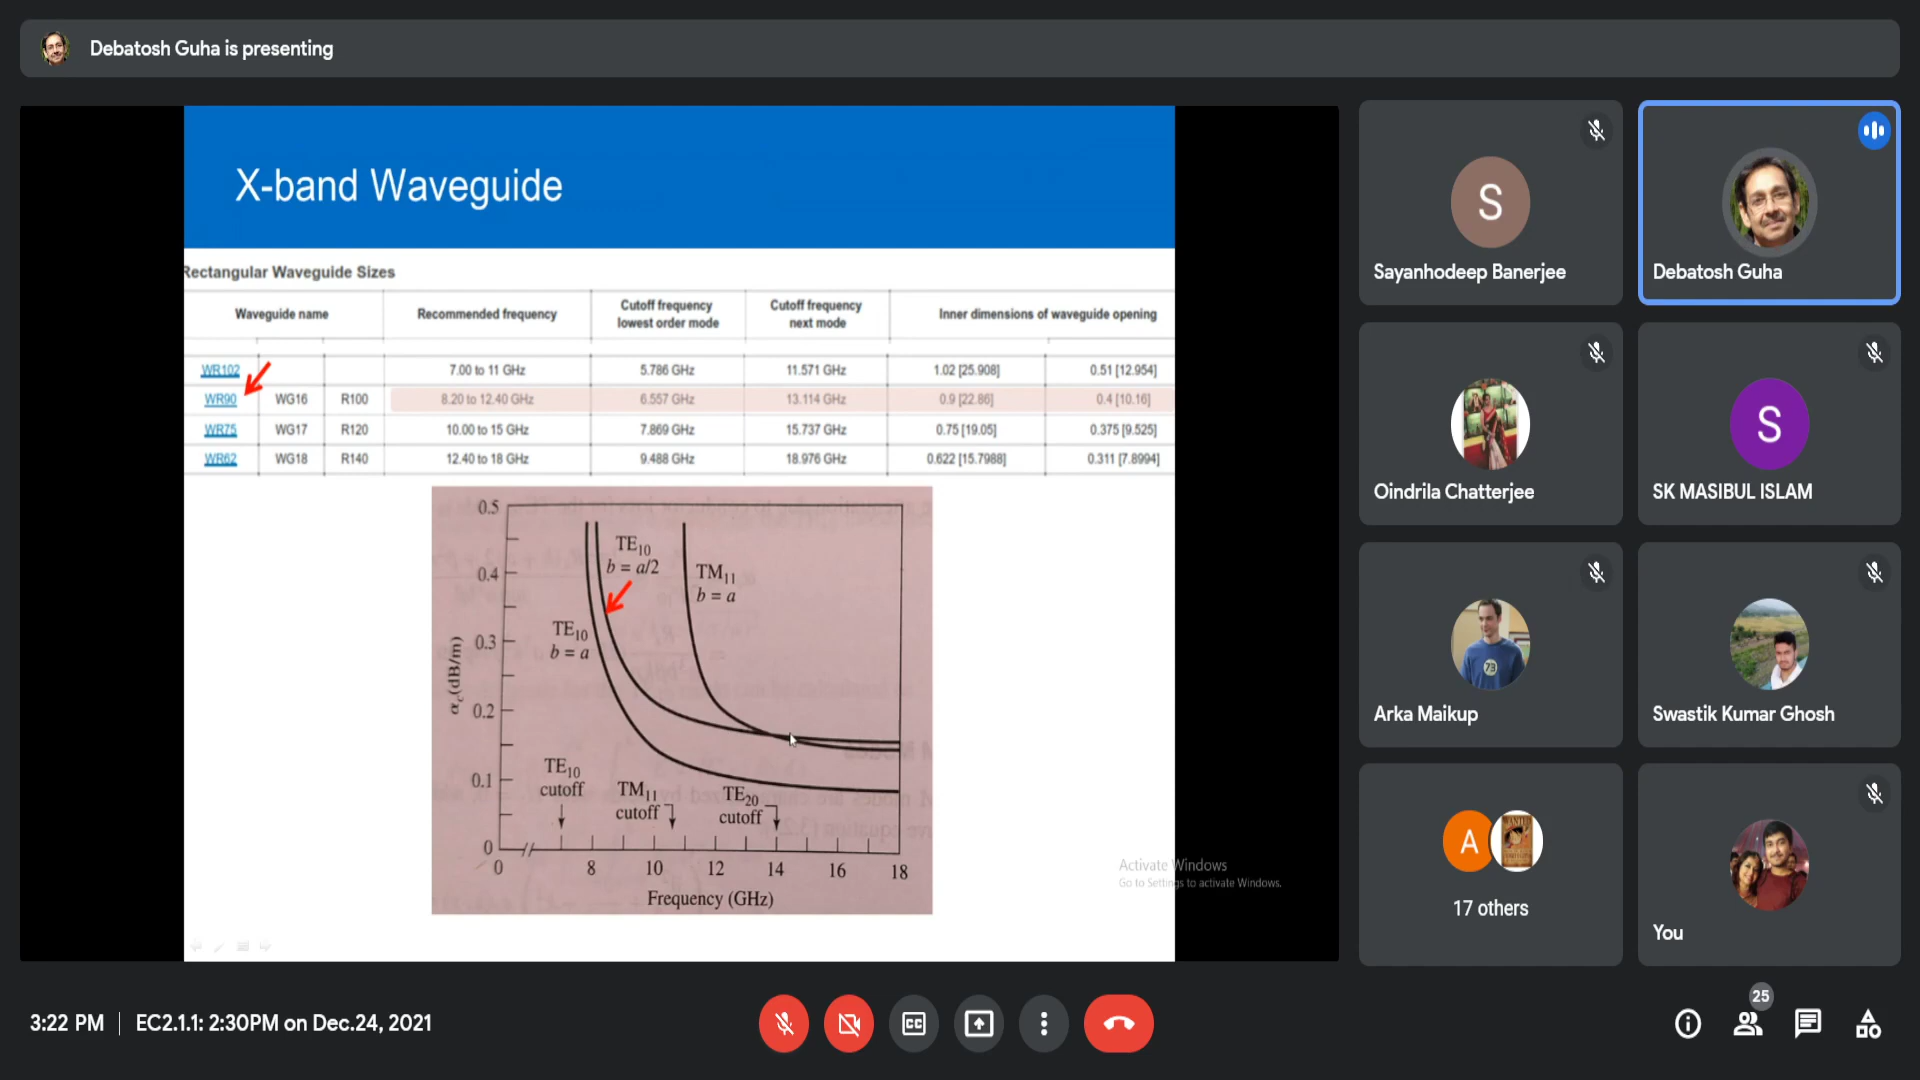 Debatosh Guha is presenting
X-band Waveguide
Rectangular Waveguide Sizes
Waveguide name Recommended frequency Cutoff frequency lowest order mode Cutoff frequency next mode Inner dimensions of waveguide opening
WR102 7.00 to 11 GHz 5.786 GHz 11.571 GHz 1.02 [25.908] 0.51 [12.954]
WR90 WG16 R100 8.20 to 12.40 GHz 6.557 GHz 13.114 GHz 0.9 [22.86] 0.4 [10.16]
WR75 WG17 R120 10.00 to 15 GHz 7.869 GHz 15.737 GHz 0.75 [19.05] 0.375 [9.525]
WR62 WG18 R140 12.40 to 18 GHz 9.488 GHz 18.976 GHz 0.622 [15.7988] 0.311 [7.8994]
0.5
0.4
0.3
0.2
0.1
0
αc (dB/m)
TE10
b = a/2
TM11
b = a
TE10
b = a
TE10
cutoff
TM11
cutoff
TE20
cutoff
0 8 10 12 14 16 18
Frequency (GHz)
Activate Windows
Go to Settings to activate Windows.
S
Sayanhodeep Banerjee
Debatosh Guha
Oindrila Chatterjee
S
SK MASIBUL ISLAM
73
Arka Maikup
Swastik Kumar Ghosh
A
17 others
You
3:22 PM | EC2.1.1: 2:30PM on Dec.24, 2021
CC
25